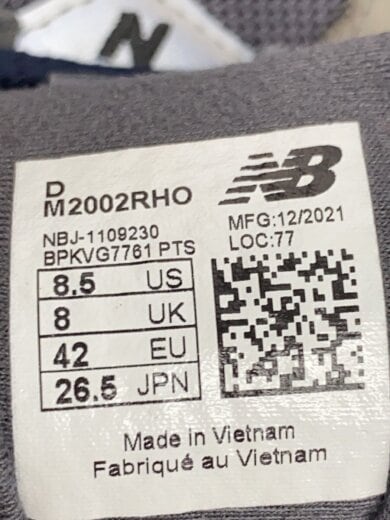 N
NB
D
M2002RHO
MFG:12/2021
NBJ-1109230
LOC:77
BPKVG7761 PTS
8.5 US
8 UK
42 EU
26.5 JPN
Made in Vietnam
Fabriqué au Vietnam